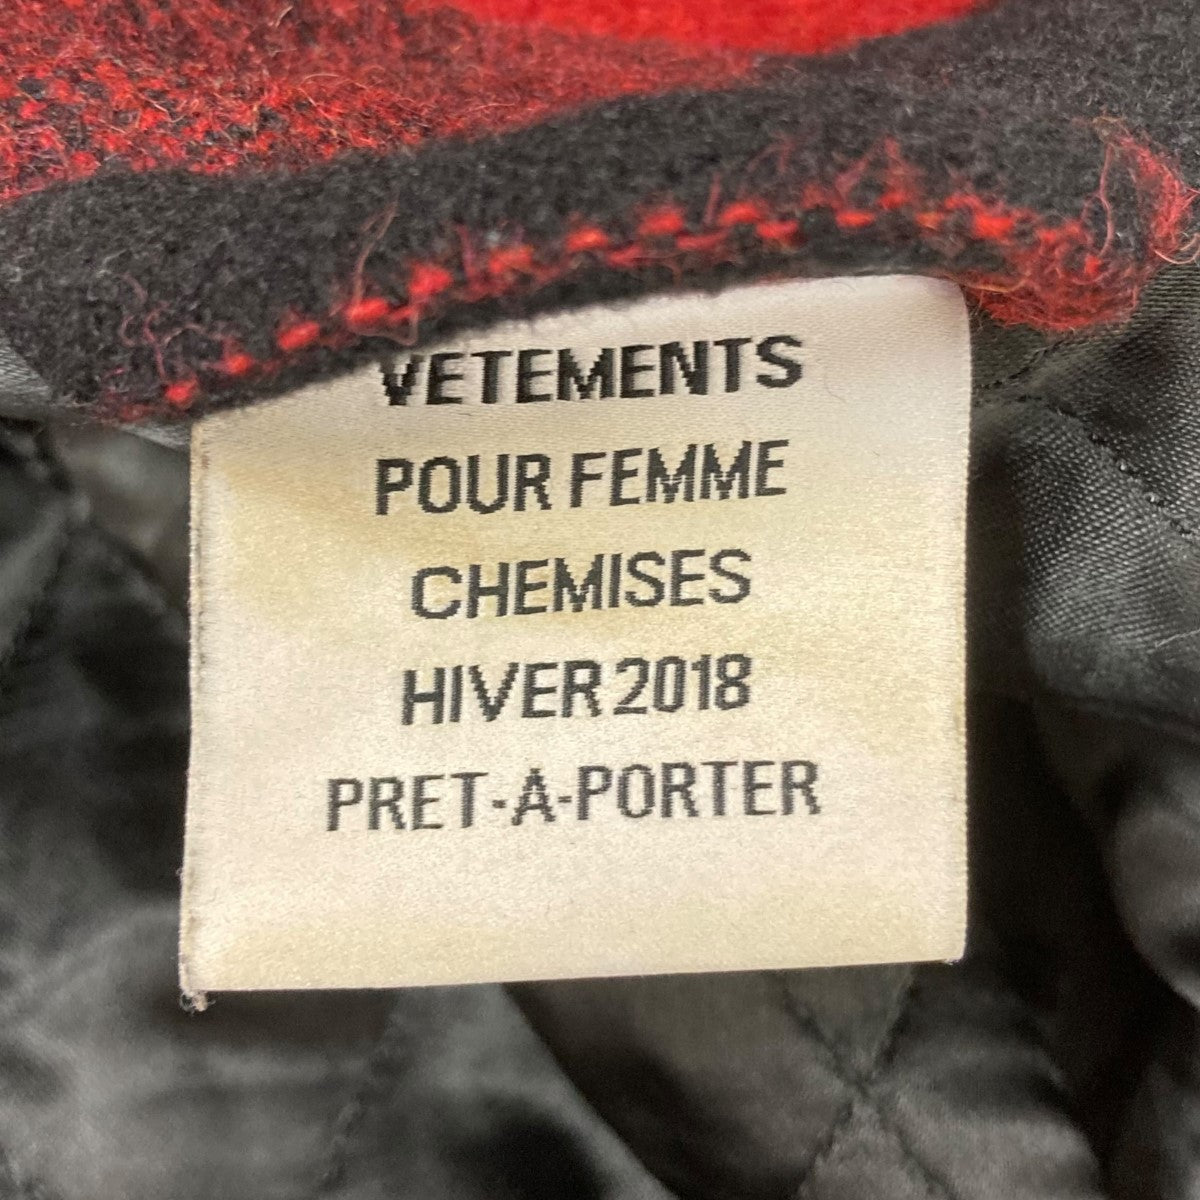 VETEMENTS
POUR FEMME
CHEMISES
HIVER 2018
PRET-A-PORTER